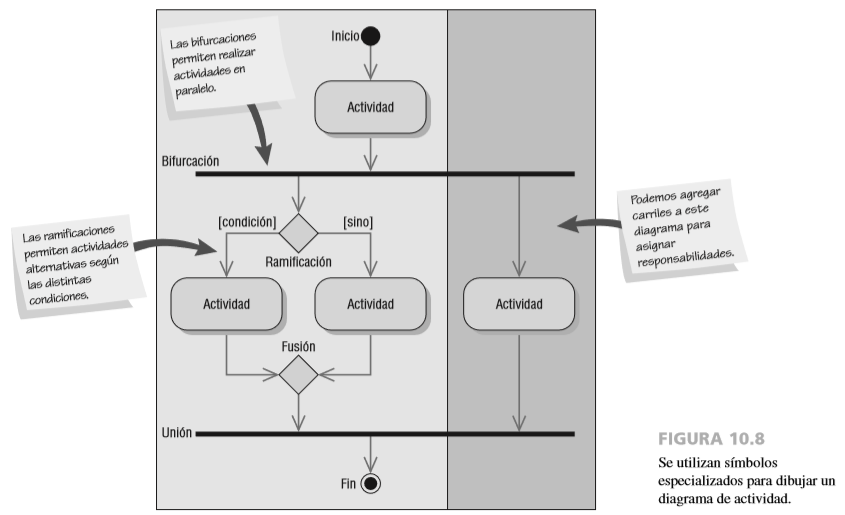 Las bifurcaciones
permiten realizar
actividades en
paralelo.
Inicio
Actividad
Bifurcación
[condición]
[sino]
Ramificación
Las ramificaciones
permiten actividades
alternativas según
las distintas
condiciones.
Podemos agregar
carriles a este
diagrama para
asignar
responsabilidades.
Actividad
Actividad
Actividad
Fusión
Unión
Fin
FIGURA 10.8
Se utilizan símbolos
especializados para dibujar un
diagrama de actividad.